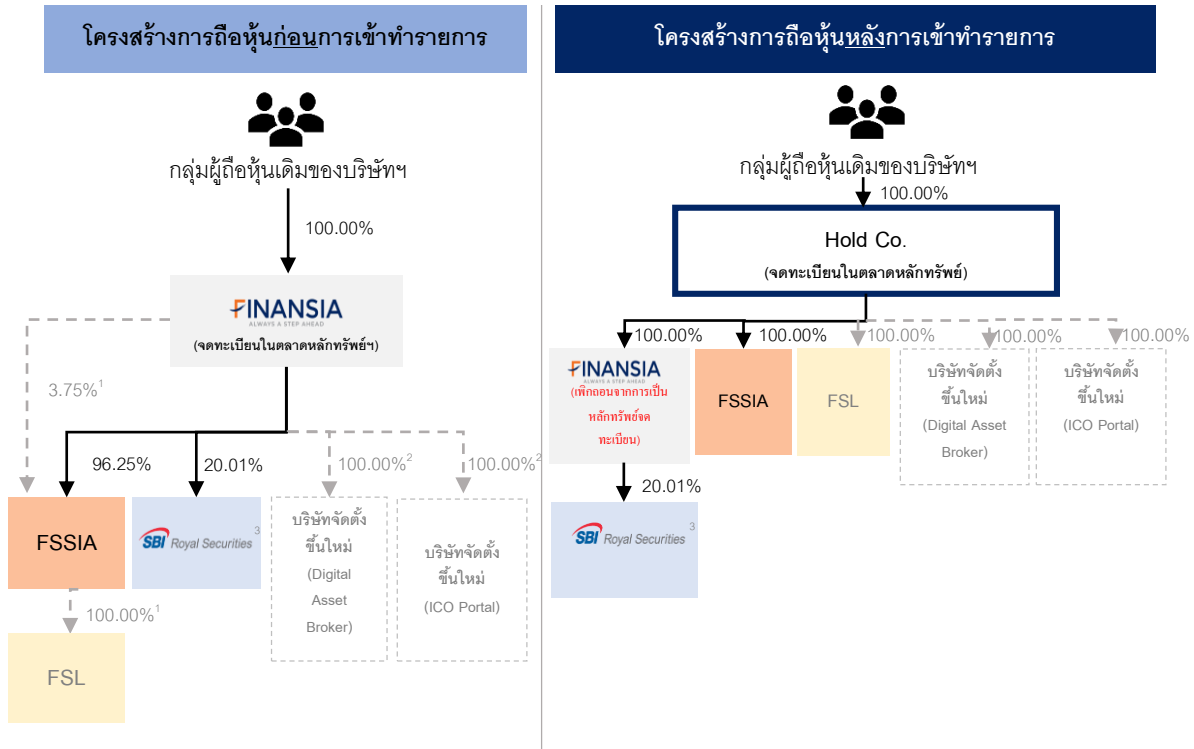 โครงสร้างการถือหุ้นก่อนการเข้าทำรายการ
กลุ่มผู้ถือหุ้นเดิมของบริษัทฯ
100.00%
FINANSIA
ALWAYS A STEP AHEAD
(จดทะเบียนในตลาดหลักทรัพย์ฯ)
3.75%1
96.25%
20.01%
100.00%2
100.00%2
FSSIA
SBI Royal Securities 3
บริษัทจัดตั้ง
ขึ้นใหม่
(Digital
Asset
Broker)
บริษัทจัดตั้ง
ขึ้นใหม่
(ICO Portal)
100.00%1
FSL
โครงสร้างการถือหุ้นหลังการเข้าทำรายการ
กลุ่มผู้ถือหุ้นเดิมของบริษัทฯ
100.00%
Hold Co.
(จดทะเบียนในตลาดหลักทรัพย์)
100.00%
100.00%
100.00%
100.00%
100.00%
FINANSIA
ALWAYS A STEP AHEAD
(เพิกถอนจากการเป็น
หลักทรัพย์จด
ทะเบียน)
FSSIA
FSL
บริษัทจัดตั้ง
ขึ้นใหม่
(Digital Asset
Broker)
บริษัทจัดตั้ง
ขึ้นใหม่
(ICO Portal)
20.01%
SBI Royal Securities 3